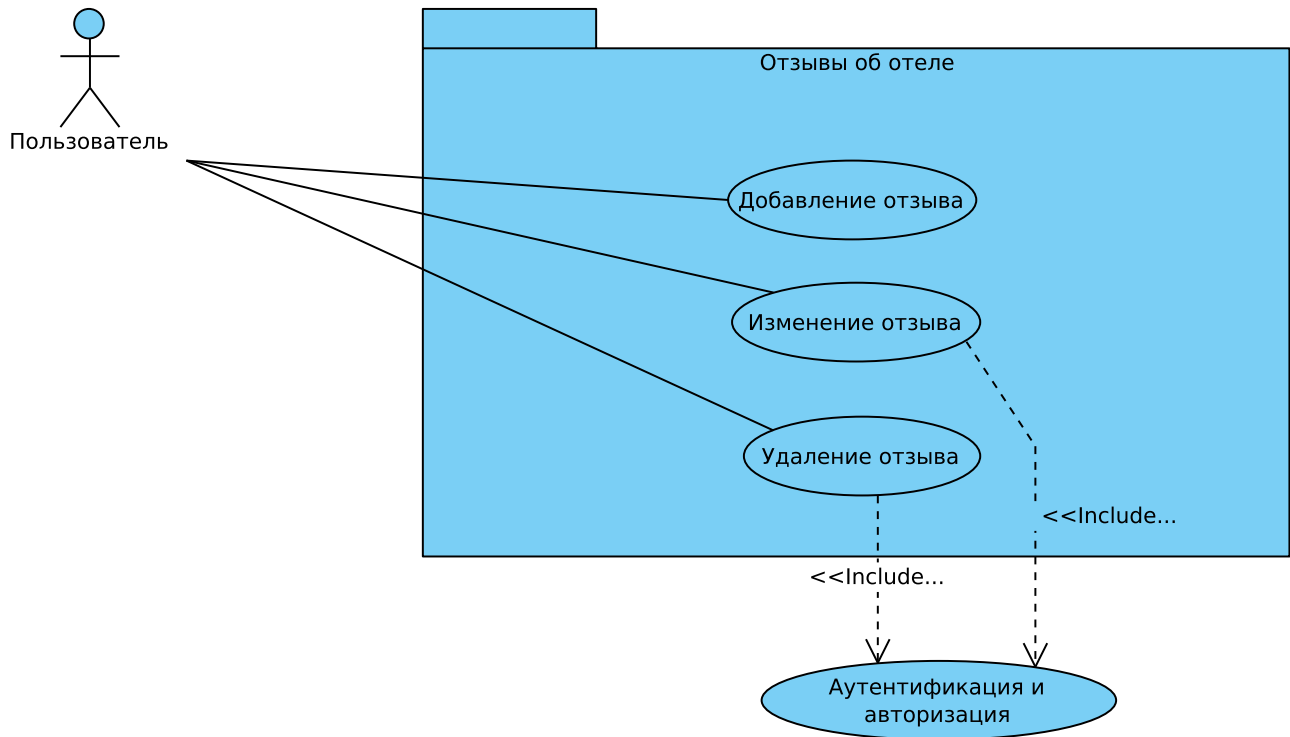 Отзывы об отеле
Пользователь
Добавление отзыва
Изменение отзыва
Удаление отзыва
<<Include...
<<Include...
Аутентификация и
авторизация